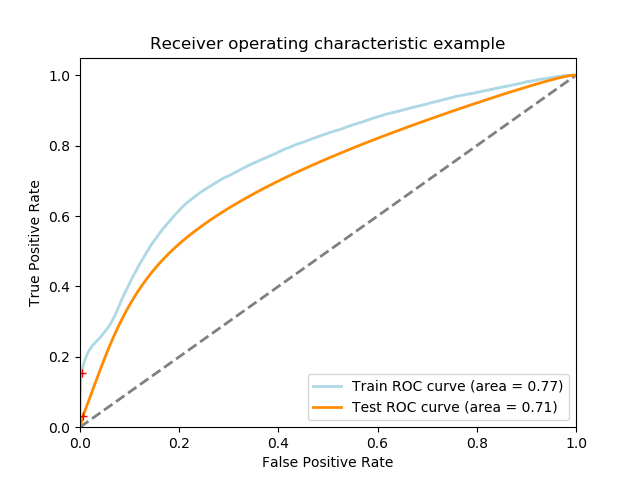 Receiver operating characteristic example
1.0
0.8
0.6
0.4
0.2
0.0
True Positive Rate
Train ROC curve (area = 0.77)
Test ROC curve (area = 0.71)
0.0 0.2 0.4 0.6 0.8 1.0
False Positive Rate